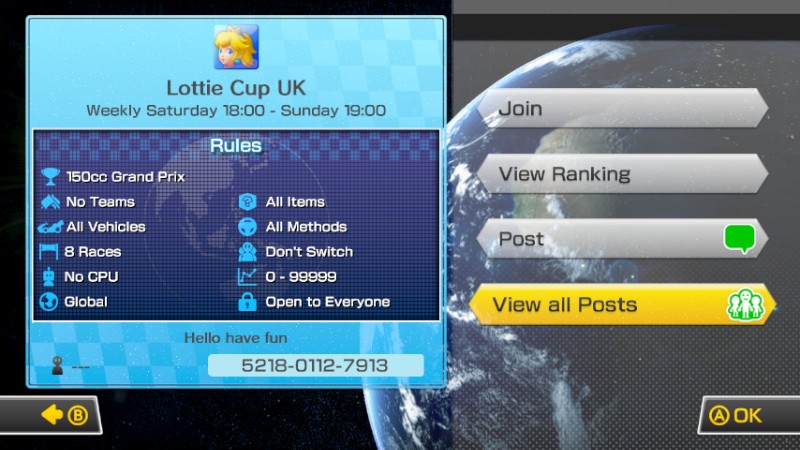 Lottie Cup UK
Weekly Saturday 18:00 - Sunday 19:00
Rules
150cc Grand Prix
No Teams
All Items
All Vehicles
All Methods
8 Races
Don't Switch
No CPU
0 - 99999
Global
Open to Everyone
Hello have fun
---
5218-0112-7913
Join
View Ranking
Post
View all Posts
B
A OK